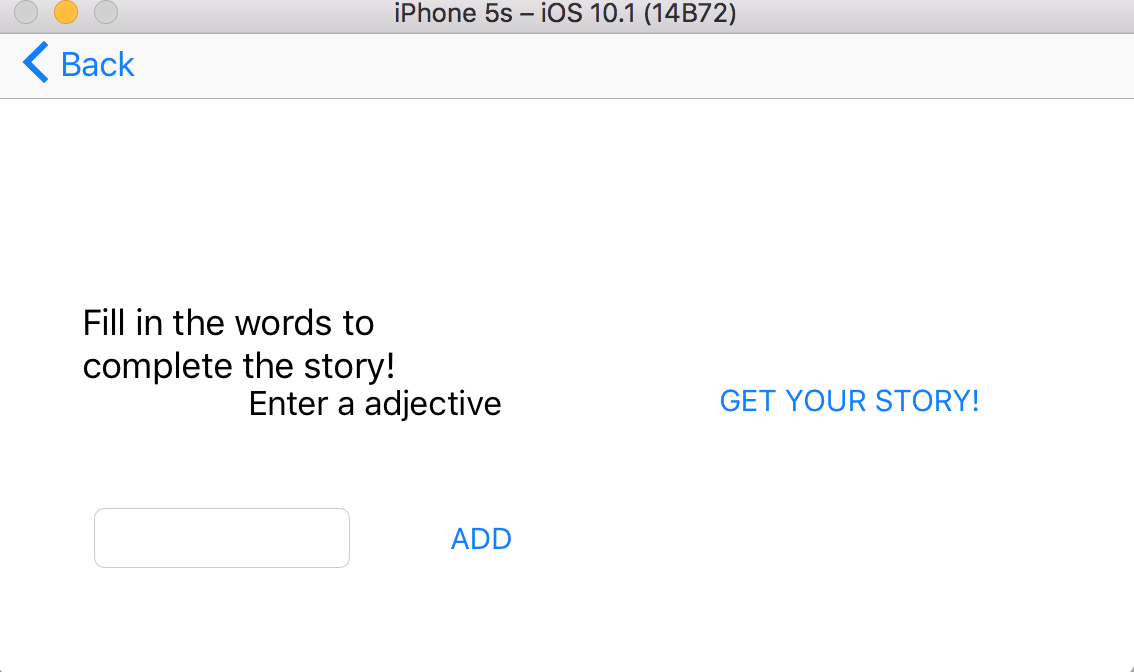 iPhone 5s – iOS 10.1 (14B72)
Back
Fill in the words to
complete the story!
Enter a adjective
GET YOUR STORY!
ADD